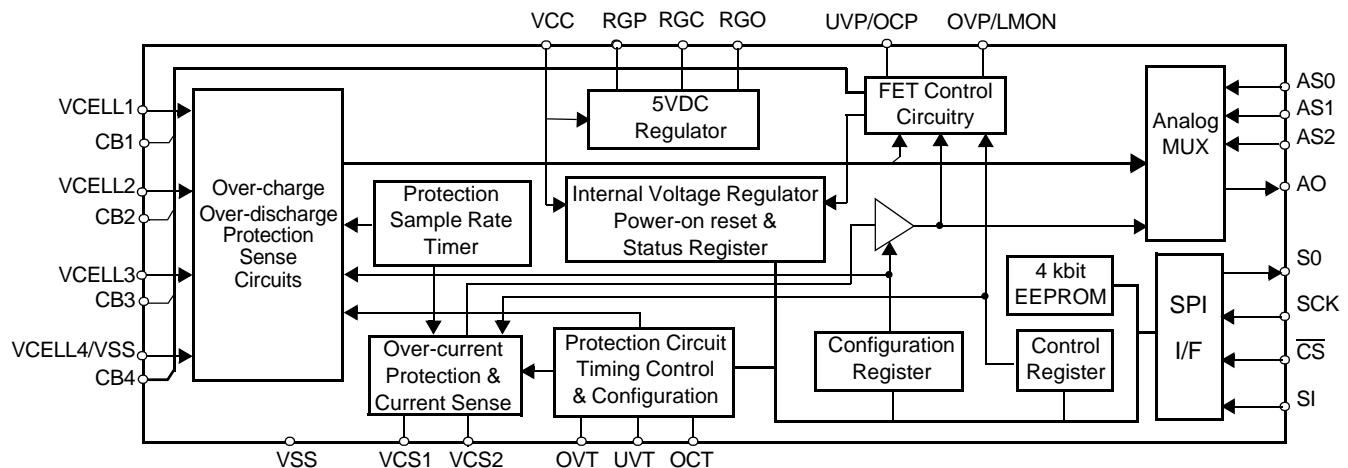 VCC RGP RGC RGO UVP/OCP OVP/LMON
VCELL1
CB1
VCELL2
CB2
VCELL3
CB3
VCELL4/VSS
CB4
Over-charge
Over-discharge
Protection
Sense
Circuits
5VDC
Regulator
FET Control
Circuitry
Analog
MUX
AS0
AS1
AS2
AO
Protection
Sample Rate
Timer
Internal Voltage Regulator
Power-on reset &
Status Register
4 kbit
EEPROM
SPI
I/F
S0
SCK
CS
SI
Over-current
Protection &
Current Sense
Protection Circuit
Timing Control
& Configuration
Configuration
Register
Control
Register
VSS VCS1 VCS2 OVT UVT OCT